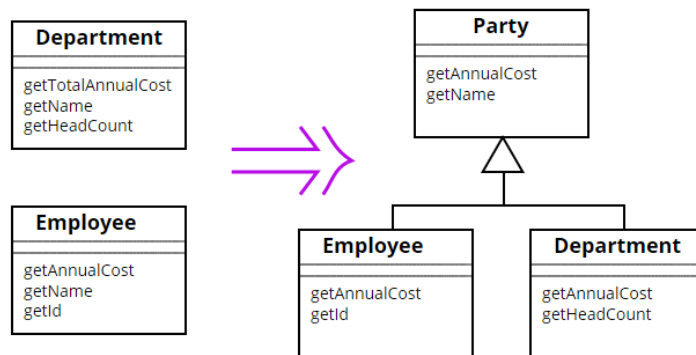 Department
getTotalAnnualCost
getName
getHeadCount
Employee
getAnnualCost
getName
getId
Party
getAnnualCost
getName
Employee
getAnnualCost
getId
Department
getAnnualCost
getHeadCount